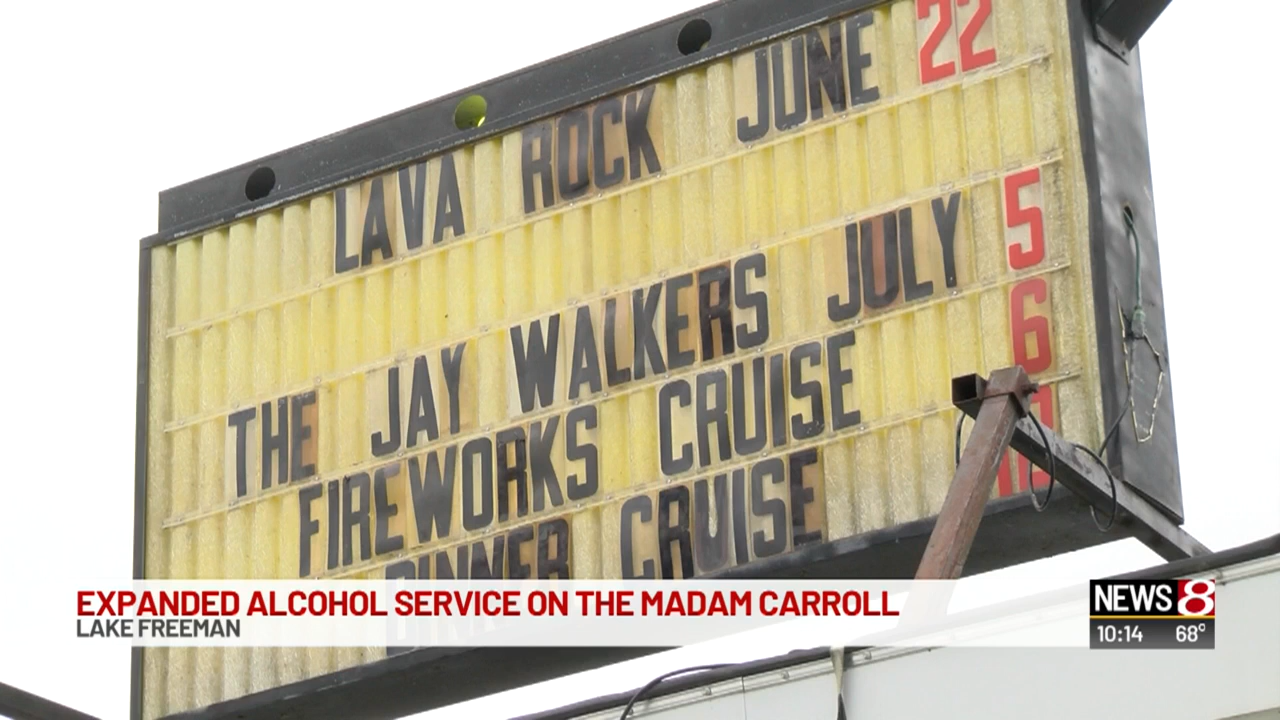 LAVA ROCK JUNE 22
THE JAY WALKERS JULY 5
FIREWORKS CRUISE 6
DINNER CRUISE
EXPANDED ALCOHOL SERVICE ON THE MADAM CARROLL
LAKE FREEMAN
NEWS 8
10:14 68°